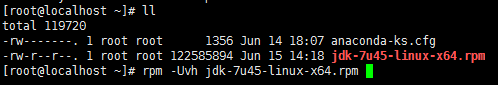 [root@localhost ~]# ll
total 119720
-rw-------. 1 root root      1356 Jun 14 18:07 anaconda-ks.cfg
-rw-r--r--. 1 root root 122585894 Jun 15 14:18 jdk-7u45-linux-x64.rpm
[root@localhost ~]# rpm -Uvh jdk-7u45-linux-x64.rpm